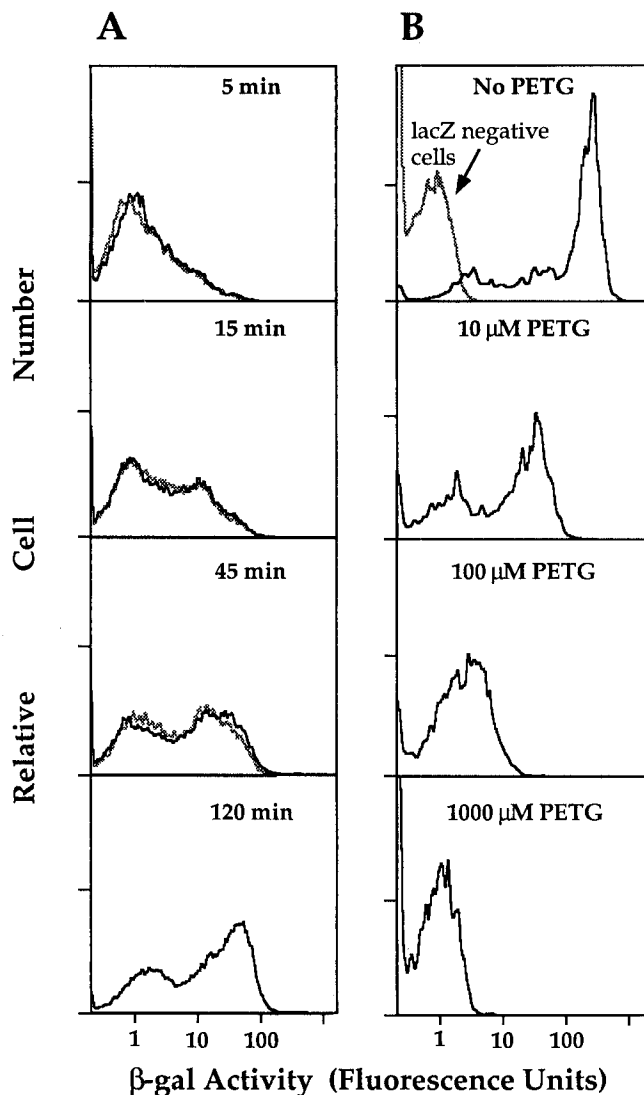 A
B
5 min
15 min
45 min
120 min
No PETG
lacZ negative
cells
10 μM PETG
100 μM PETG
1000 μM PETG
Relative Cell Number
1 10 100
1 10 100
β-gal Activity (Fluorescence Units)